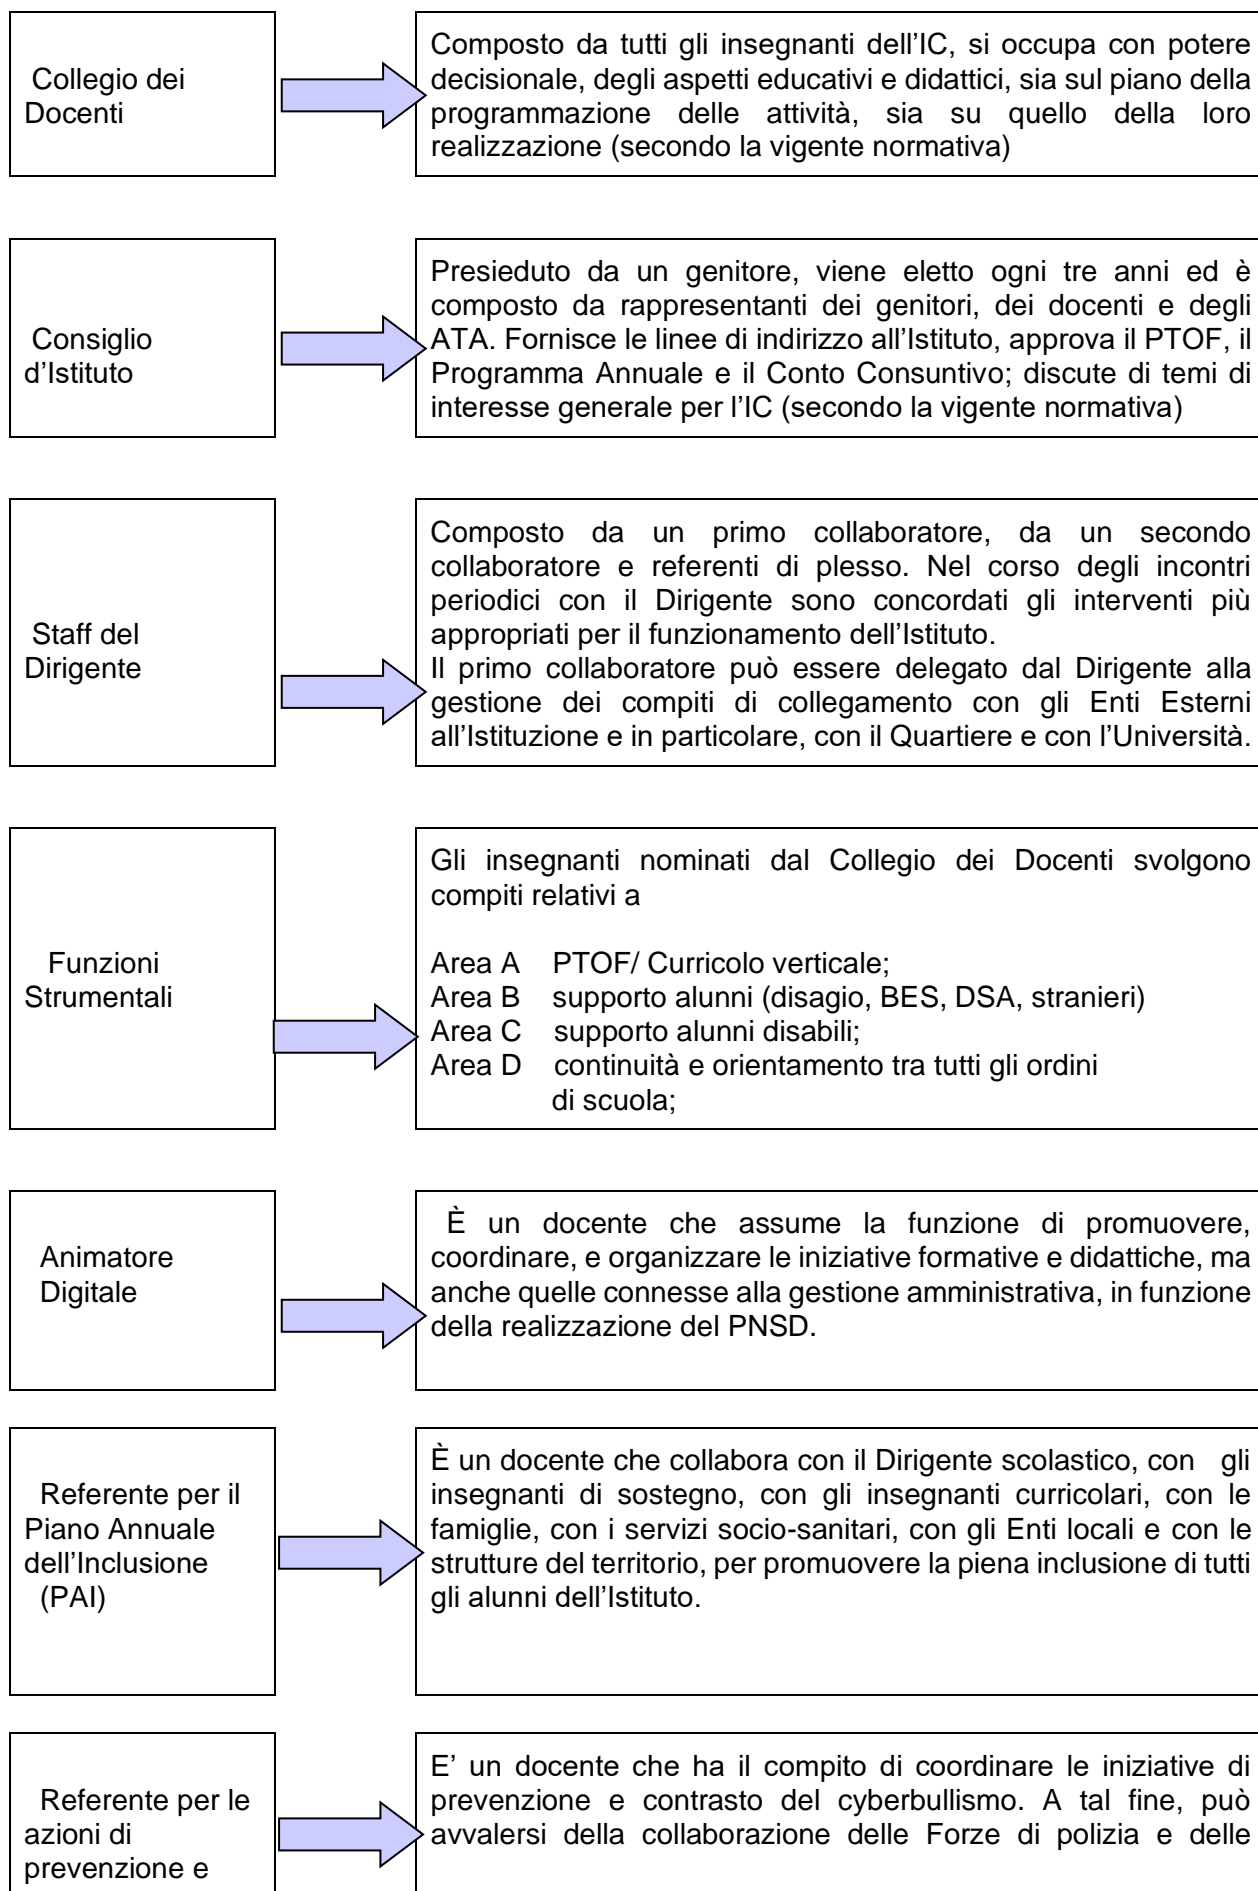 Collegio dei
Docenti
Composto da tutti gli insegnanti dell’IC, si occupa con potere
decisionale, degli aspetti educativi e didattici, sia sul piano della
programmazione delle attività, sia su quello della loro
realizzazione (secondo la vigente normativa)
Consiglio
d’Istituto
Presieduto da un genitore, viene eletto ogni tre anni ed è
composto da rappresentanti dei genitori, dei docenti e degli
ATA. Fornisce le linee di indirizzo all’Istituto, approva il PTOF, il
Programma Annuale e il Conto Consuntivo; discute di temi di
interesse generale per l’IC (secondo la vigente normativa)
Staff del
Dirigente
Composto da un primo collaboratore, da un secondo
collaboratore e referenti di plesso. Nel corso degli incontri
periodici con il Dirigente sono concordati gli interventi più
appropriati per il funzionamento dell’Istituto.
Il primo collaboratore può essere delegato dal Dirigente alla
gestione dei compiti di collegamento con gli Enti Esterni
all’Istituzione e in particolare, con il Quartiere e con l’Università.
Funzioni
Strumentali
Gli insegnanti nominati dal Collegio dei Docenti svolgono
compiti relativi a
Area A PTOF/ Curricolo verticale;
Area B supporto alunni (disagio, BES, DSA, stranieri)
Area C supporto alunni disabili;
Area D continuità e orientamento tra tutti gli ordini
di scuola;
Animatore
Digitale
È un docente che assume la funzione di promuovere,
coordinare, e organizzare le iniziative formative e didattiche, ma
anche quelle connesse alla gestione amministrativa, in funzione
della realizzazione del PNSD.
Referente per il
Piano Annuale
dell’Inclusione
(PAI)
È un docente che collabora con il Dirigente scolastico, con gli
insegnanti di sostegno, con gli insegnanti curricolari, con le
famiglie, con i servizi socio-sanitari, con gli Enti locali e con le
strutture del territorio, per promuovere la piena inclusione di tutti
gli alunni dell’Istituto.
Referente per le
azioni di
prevenzione e
E’ un docente che ha il compito di coordinare le iniziative di
prevenzione e contrasto del cyberbullismo. A tal fine, può
avvalersi della collaborazione delle Forze di polizia e delle